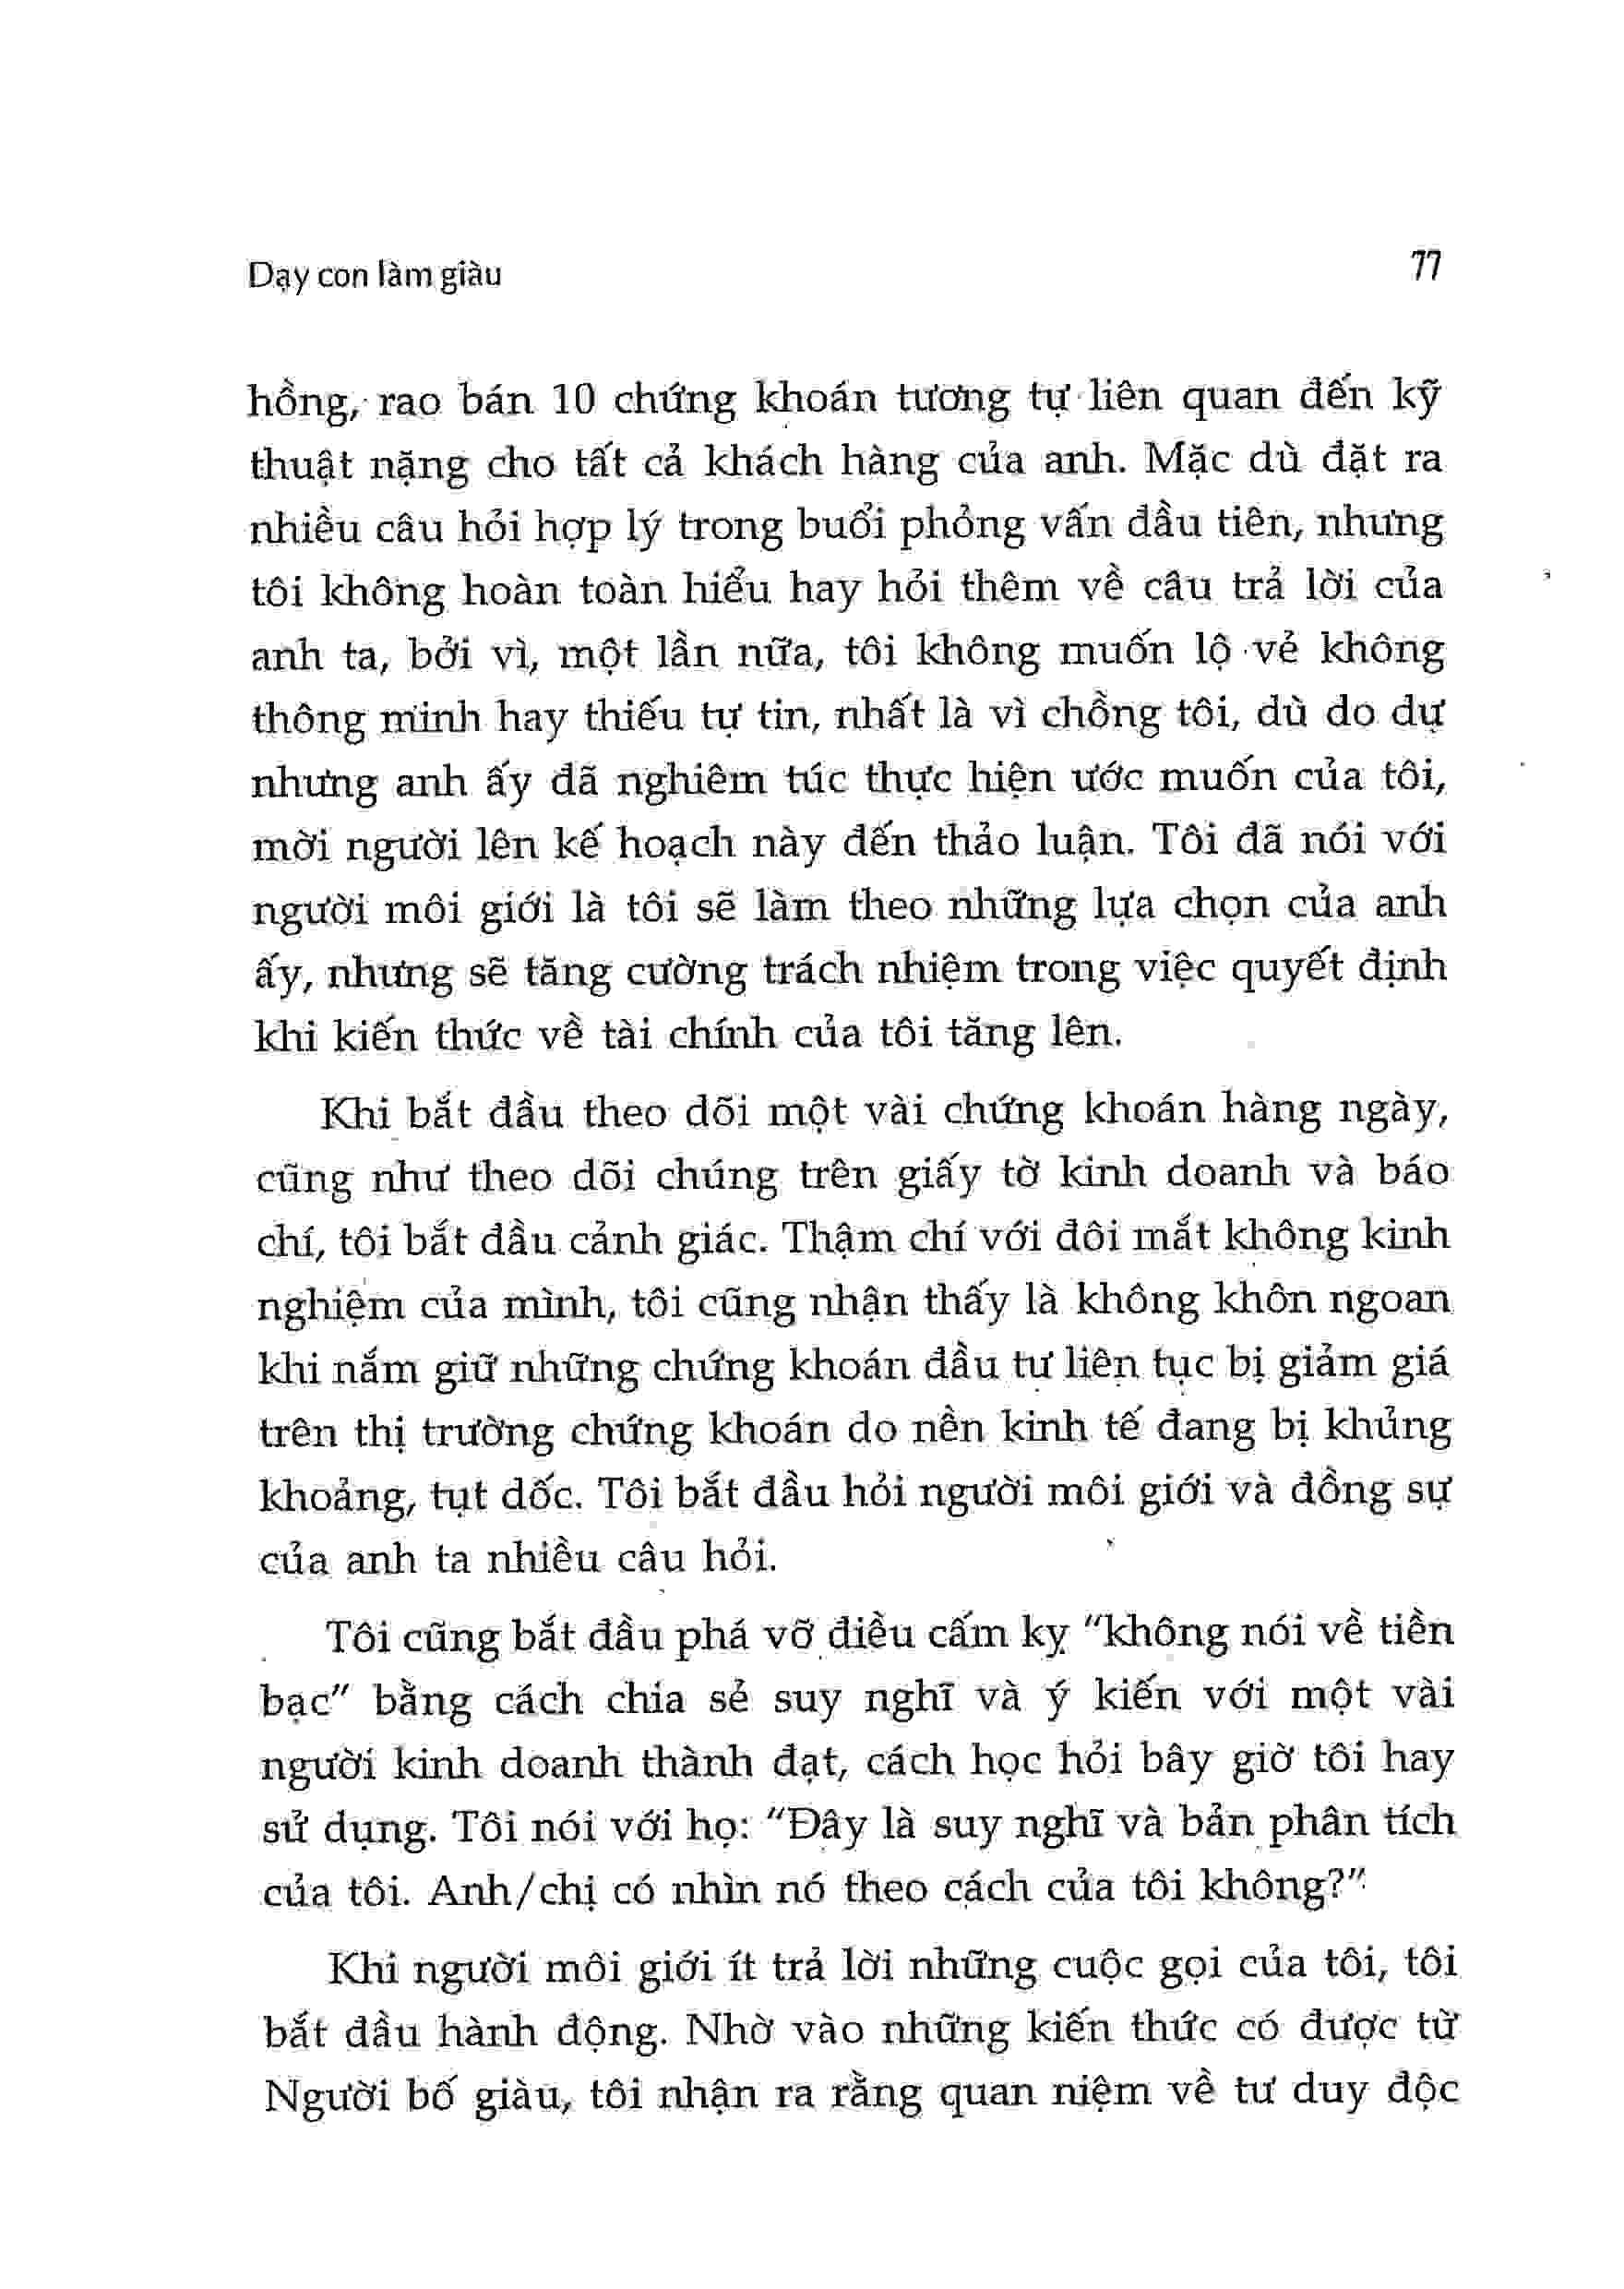 Dạy con làm giàu 77
hồng, rao bán 10 chứng khoán tương tự liên quan đến kỹ
thuật nặng cho tất cả khách hàng của anh. Mặc dù đặt ra
nhiều câu hỏi hợp lý trong buổi phỏng vấn đầu tiên, nhưng
tôi không hoàn toàn hiểu hay hỏi thêm về câu trả lời của
anh ta, bởi vì, một lần nữa, tôi không muốn lộ vẻ không
thông minh hay thiếu tự tin, nhất là vì chồng tôi, dù do dự
nhưng anh ấy đã nghiêm túc thực hiện ước muốn của tôi,
mời người lên kế hoạch này đến thảo luận. Tôi đã nói với
người môi giới là tôi sẽ làm theo những lựa chọn của anh
ấy, nhưng sẽ tăng cường trách nhiệm trong việc quyết định
khi kiến thức về tài chính của tôi tăng lên.
Khi bắt đầu theo dõi một vài chứng khoán hàng ngày,
cũng như theo dõi chúng trên giấy tờ kinh doanh và báo
chí, tôi bắt đầu cảnh giác. Thậm chí với đôi mắt không kinh
nghiệm của mình, tôi cũng nhận thấy là không khôn ngoan
khi nắm giữ những chứng khoán đầu tư liên tục bị giảm giá
trên thị trường chứng khoán do nền kinh tế đang bị khủng
khoảng, tụt dốc. Tôi bắt đầu hỏi người môi giới và đồng sự
của anh ta nhiều câu hỏi.
Tôi cũng bắt đầu phá vỡ điều cấm kỵ "không nói về tiền
bạc" bằng cách chia sẻ suy nghĩ và ý kiến với một vài
người kinh doanh thành đạt, cách học hỏi bây giờ tôi hay
sử dụng. Tôi nói với họ: "Đây là suy nghĩ và bản phân tích
của tôi. Anh/chị có nhìn nó theo cách của tôi không?"
Khi người môi giới ít trả lời những cuộc gọi của tôi, tôi
bắt đầu hành động. Nhờ vào những kiến thức có được từ
Người bố giàu, tôi nhận ra rằng quan niệm về tư duy độc